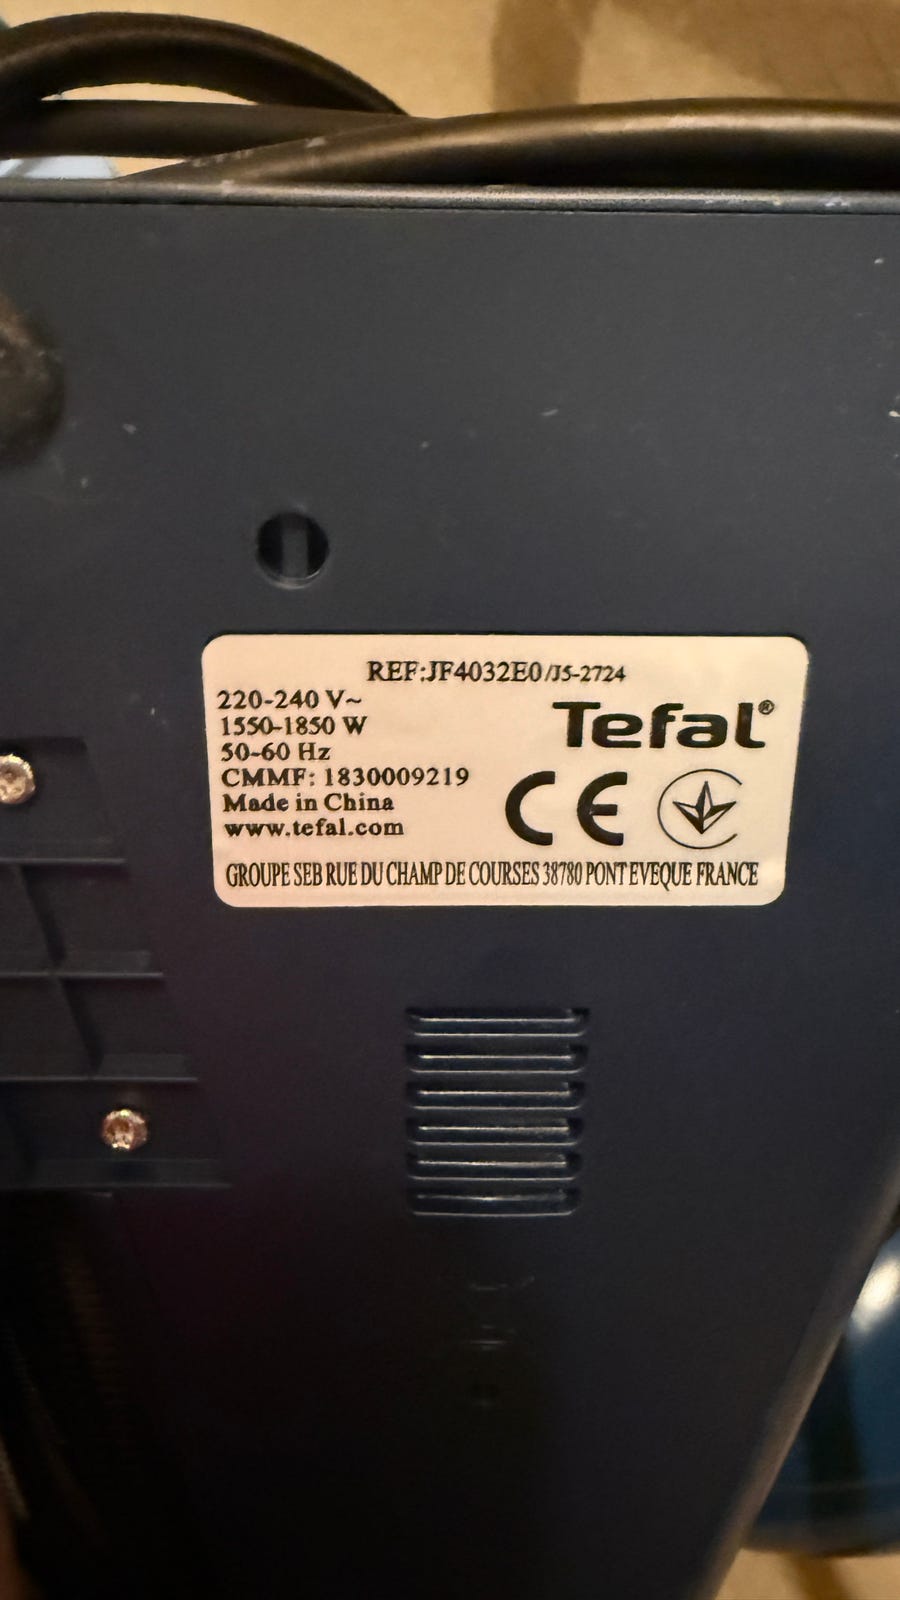 REF:JF4032E0/J5-2724
220-240 V~
1550-1850 W
50-60 Hz
CMMF: 1830009219
Made in China
www.tefal.com
Tefal®
CE
GROUPE SEB RUE DU CHAMP DE COURSES 38780 PONT EVEQUE FRANCE